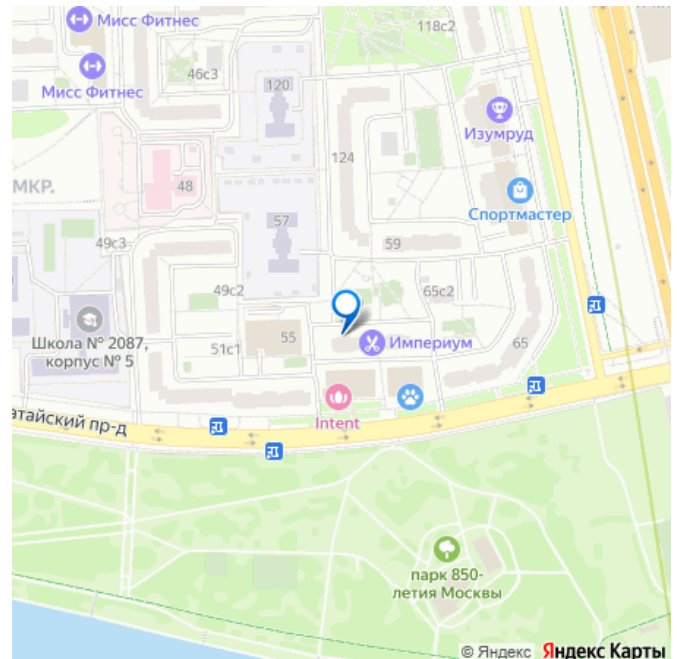 Мисс Фитнес
118с2
46с3
Мисс Фитнес
120
Изумруд
124
МКР.
48
Спортмастер
57
49с3
59
49с2
65с2
Школа № 2087,
корпус № 5
51с1
55
Империум
65
атайский пр-д
Intent
парк 850-
летия Москвы
© Яндекс Яндекс Карты